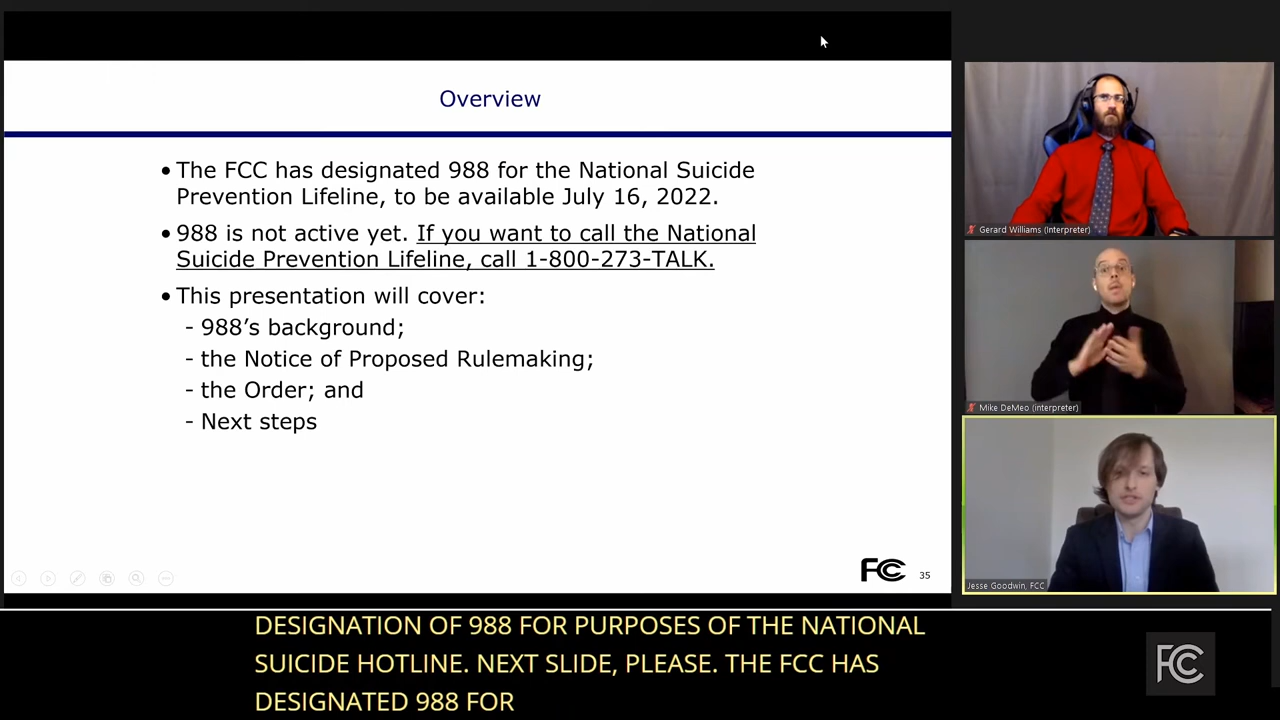 Overview
• The FCC has designated 988 for the National Suicide
Prevention Lifeline, to be available July 16, 2022.
• 988 is not active yet. If you want to call the National
Suicide Prevention Lifeline, call 1-800-273-TALK.
• This presentation will cover:
- 988’s background;
- the Notice of Proposed Rulemaking;
- the Order; and
- Next steps
FCC
35
Gerard Williams (Interpreter)
Mike DeMeo (interpreter)
Jesse Goodwin, FCC
DESIGNATION OF 988 FOR PURPOSES OF THE NATIONAL
SUICIDE HOTLINE. NEXT SLIDE, PLEASE. THE FCC HAS
DESIGNATED 988 FOR
FCC